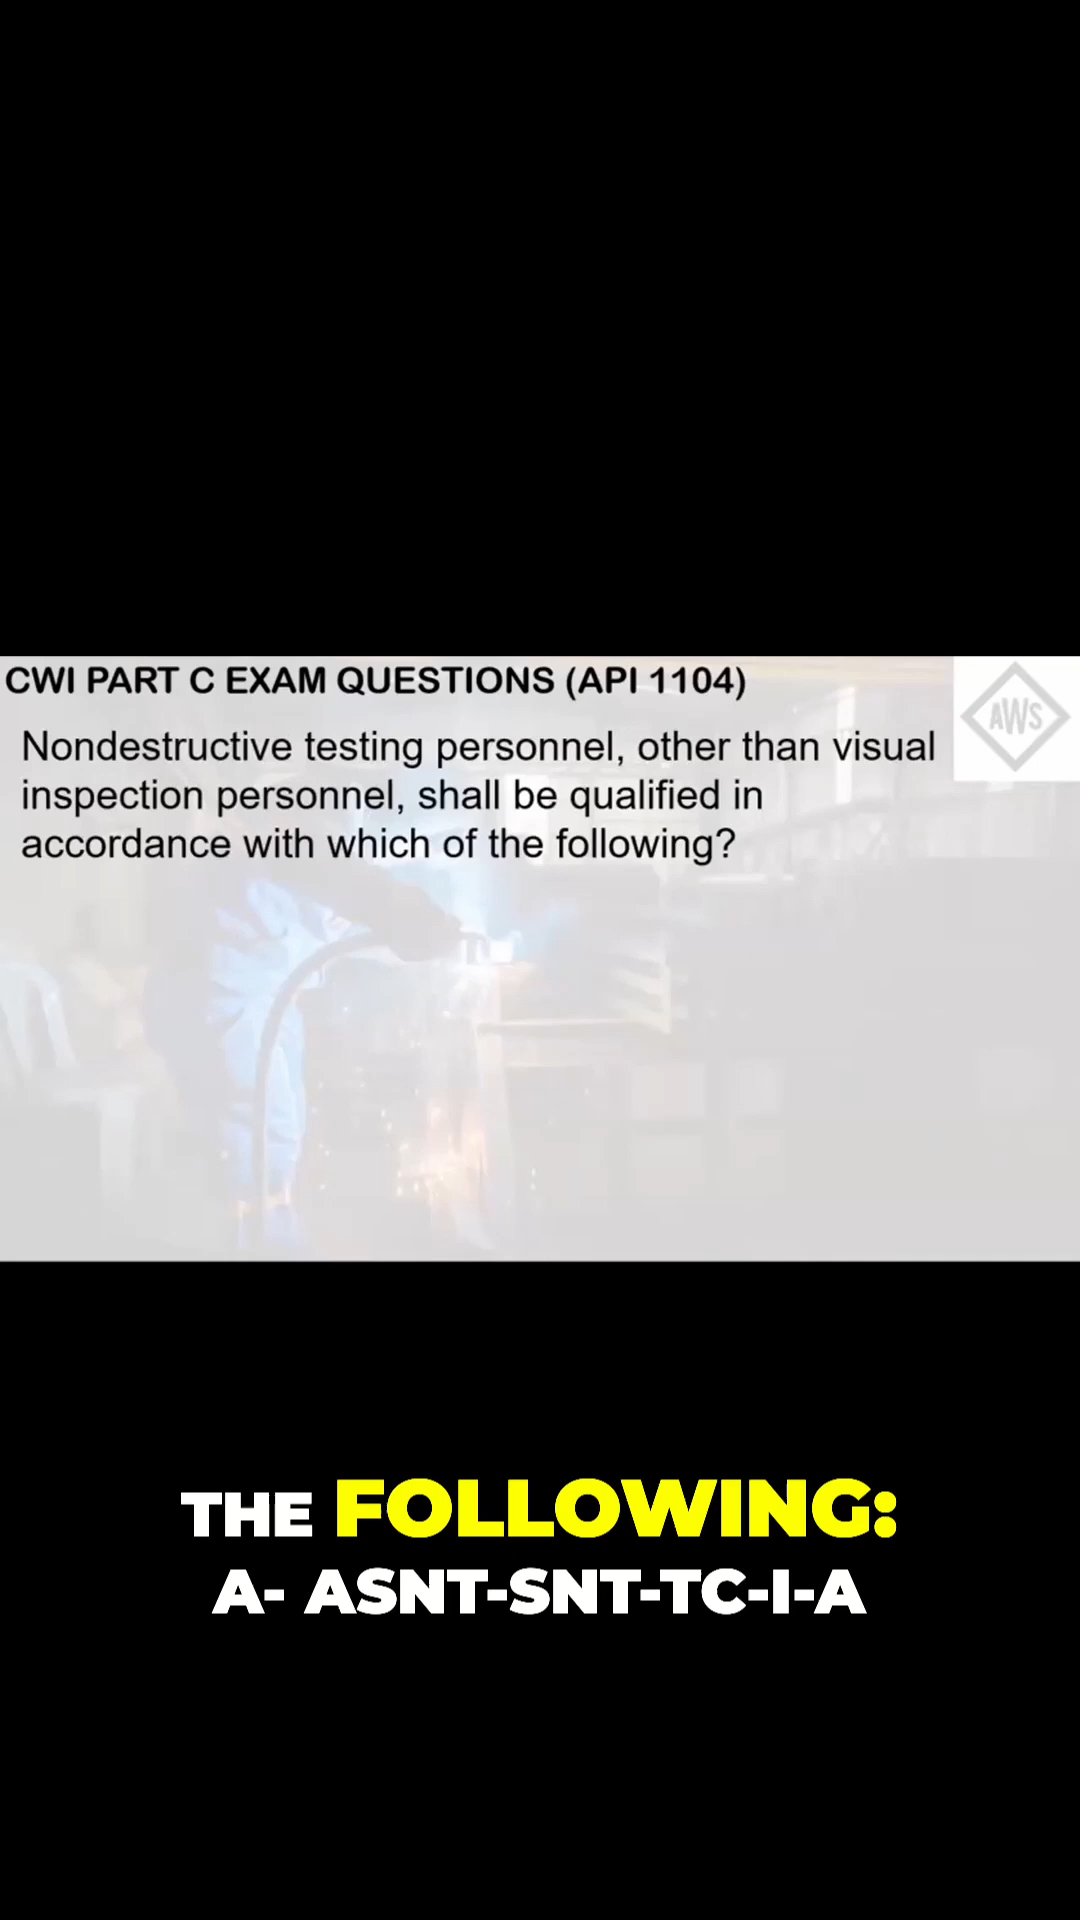 CWI PART C EXAM QUESTIONS (API 1104)
AWS
Nondestructive testing personnel, other than visual
inspection personnel, shall be qualified in
accordance with which of the following?
THE FOLLOWING:
A- ASNT-SNT-TC-I-A